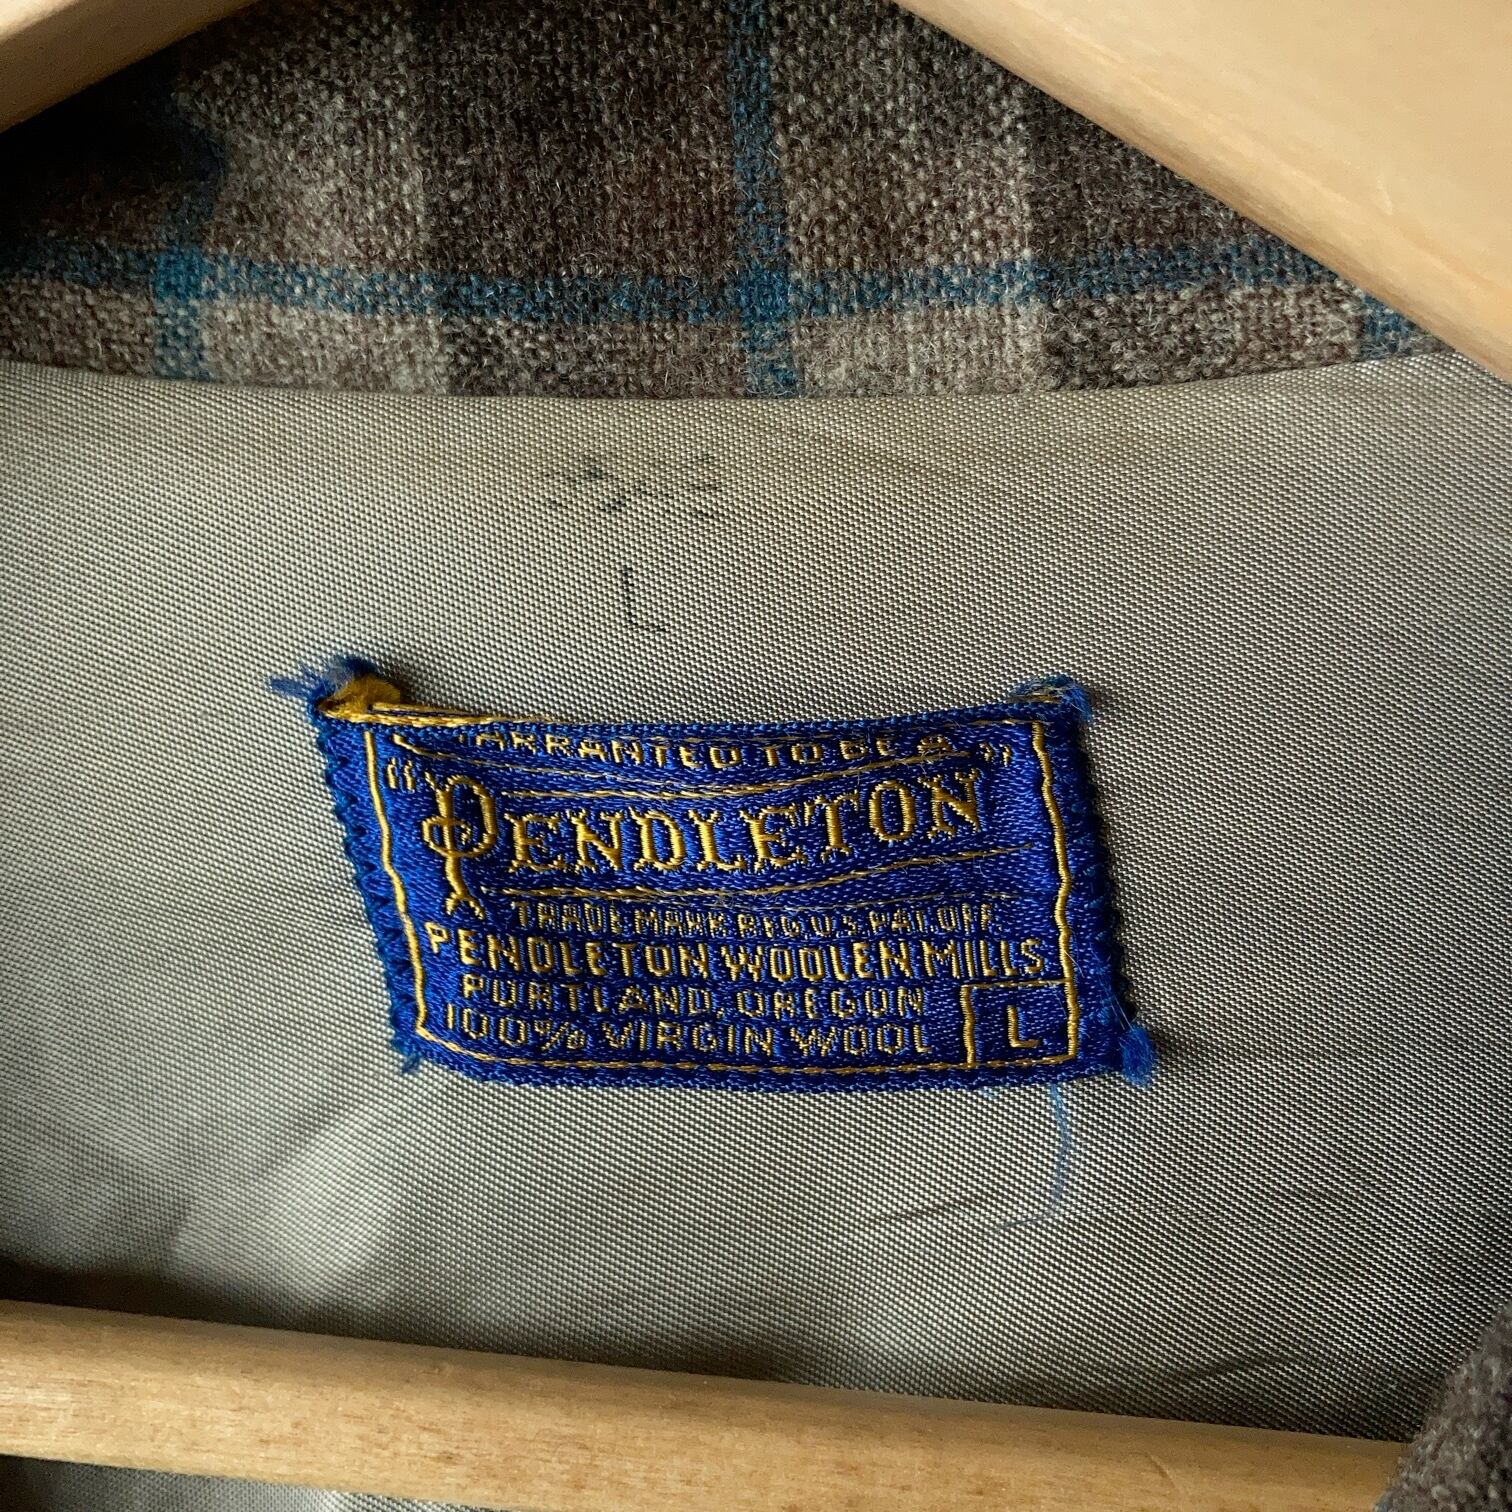 L
WARRANTED TO BE A
"PENDLETON"
TRADE MARK REG. U.S. PAT. OFF.
PENDLETON WOOLEN MILLS
PORTLAND, OREGON
100% VIRGIN WOOL
L